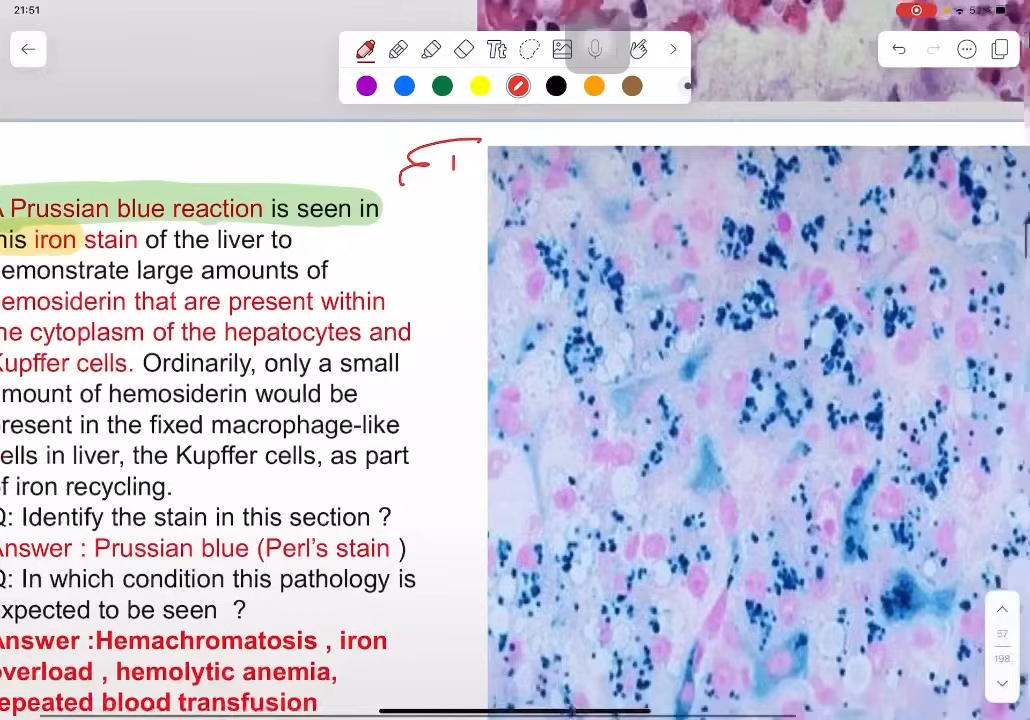 21:51
52%
Tt
Prussian blue reaction is seen in
his iron stain of the liver to
emonstrate large amounts of
emosiderin that are present within
he cytoplasm of the hepatocytes and
Kupffer cells. Ordinarily, only a small
mount of hemosiderin would be
resent in the fixed macrophage-like
ells in liver, the Kupffer cells, as part
f iron recycling.
Q: Identify the stain in this section ?
Answer : Prussian blue (Perl's stain )
Q: In which condition this pathology is
xpected to be seen ?
Answer :Hemachromatosis , iron
overload , hemolytic anemia,
epeated blood transfusion
57
198